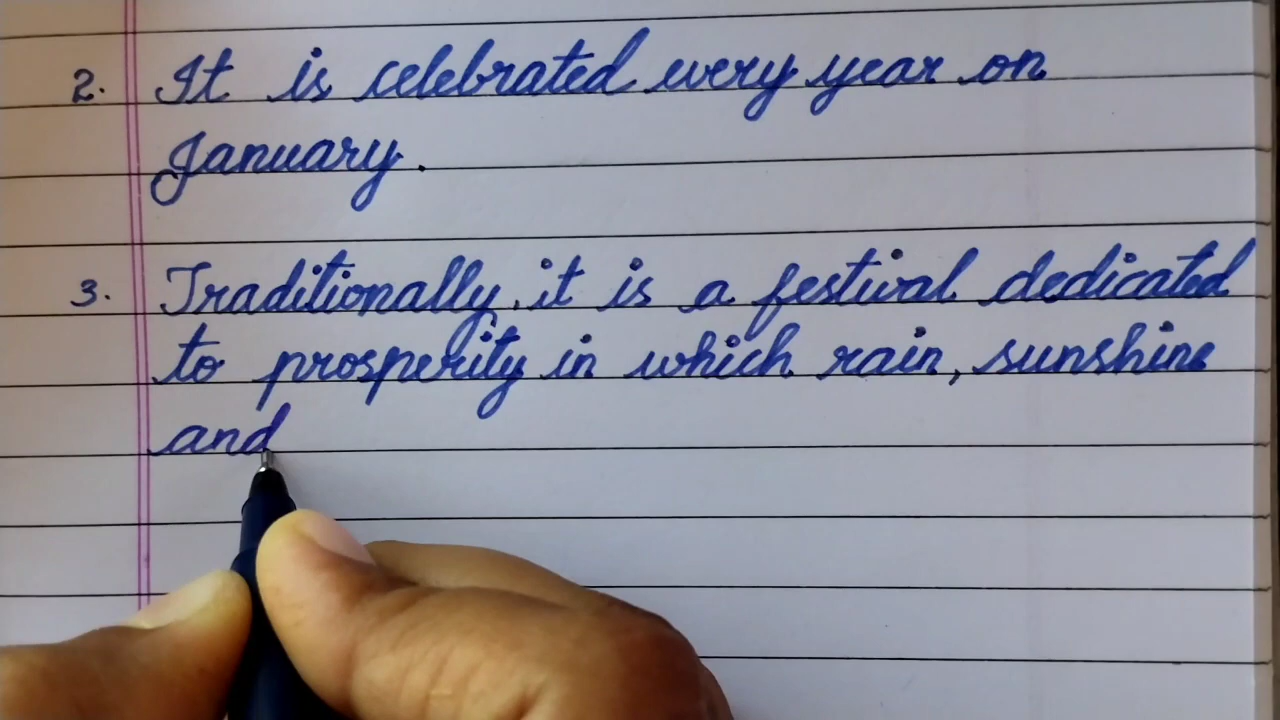 2. It is celebrated every year on
January.
3. Traditionally, it is a festival dedicated
to prosperity in which rain, sunshine
and